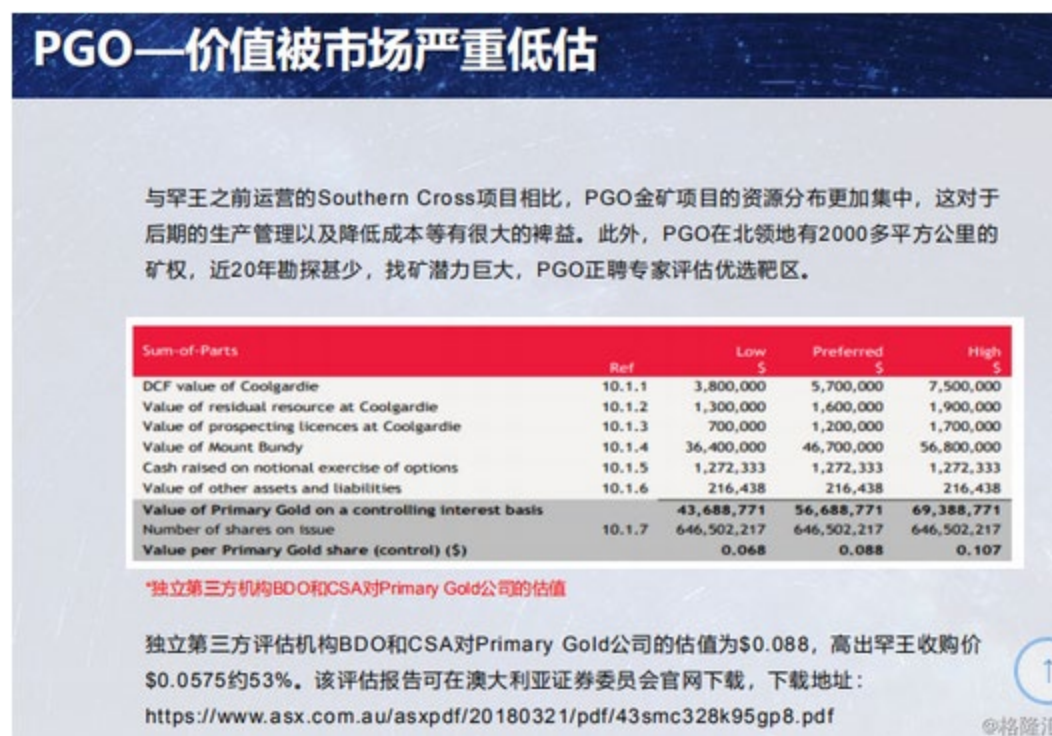 PGO—价值被市场严重低估
与罕王之前运营的Southern Cross项目相比，PGO金矿项目的资源分布更加集中，这对于
后期的生产管理以及降低成本等有很大的裨益。此外，PGO在北领地有2000多平方公里的
矿权，近20年勘探甚少，找矿潜力巨大，PGO正聘专家评估优选靶区。
Sum-of-Parts Low Preferred High
Ref $ $ $
DCF value of Coolgardie 10.1.1 3,800,000 5,700,000 7,500,000
Value of residual resource at Coolgardie 10.1.2 1,300,000 1,600,000 1,900,000
Value of prospecting licences at Coolgardie 10.1.3 700,000 1,200,000 1,700,000
Value of Mount Bundy 10.1.4 36,400,000 46,700,000 56,800,000
Cash raised on notional exercise of options 10.1.5 1,272,333 1,272,333 1,272,333
Value of other assets and liabilities 10.1.6 216,438 216,438 216,438
Value of Primary Gold on a controlling interest basis 43,688,771 56,688,771 69,388,771
Number of shares on issue 10.1.7 646,502,217 646,502,217 646,502,217
Value per Primary Gold share (control) ($) 0.068 0.088 0.107
*独立第三方机构BDO和CSA对Primary Gold公司的估值
独立第三方评估机构BDO和CSA对Primary Gold公司的估值为$0.088，高出罕王收购价
$0.0575约53%。该评估报告可在澳大利亚证券委员会官网下载，下载地址：
https://www.asx.com.au/asxpdf/20180321/pdf/43smc328k95gp8.pdf
@格隆汇